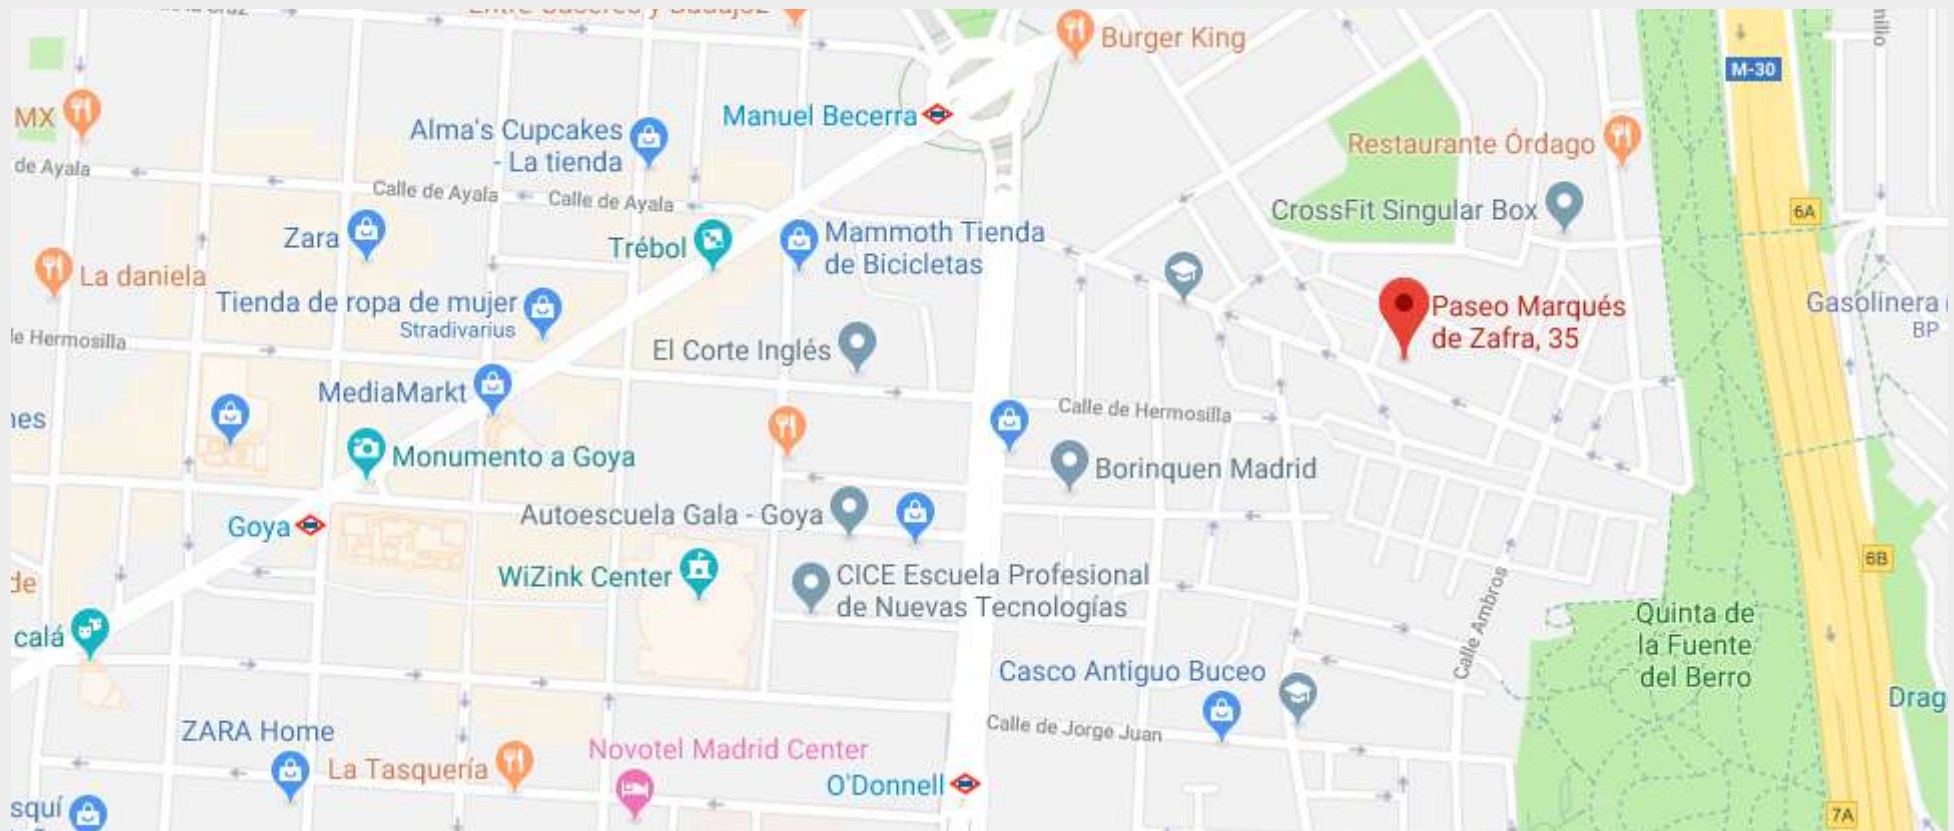 Burger King
M-30
MX
Manuel Becerra
Alma's Cupcakes
- La tienda
Restaurante Órdago
de Ayala
Calle de Ayala
Calle de Ayala
CrossFit Singular Box
6A
Zara
Trébol
Mammoth Tienda
de Bicicletas
La daniela
Tienda de ropa de mujer
Stradivarius
Paseo Marqués
de Zafra, 35
Gasolinera
BP
le Hermosilla
El Corte Inglés
MediaMarkt
Calle de Hermosilla
nes
Monumento a Goya
Borinquen Madrid
Goya
Autoescuela Gala - Goya
6B
de
WiZink Center
CICE Escuela Profesional
de Nuevas Tecnologías
Calle Ambros
Quinta de
la Fuente
del Berro
calá
Casco Antiguo Buceo
Drag
ZARA Home
Calle de Jorge Juan
La Tasquería
Novotel Madrid Center
O'Donnell
squí
7A